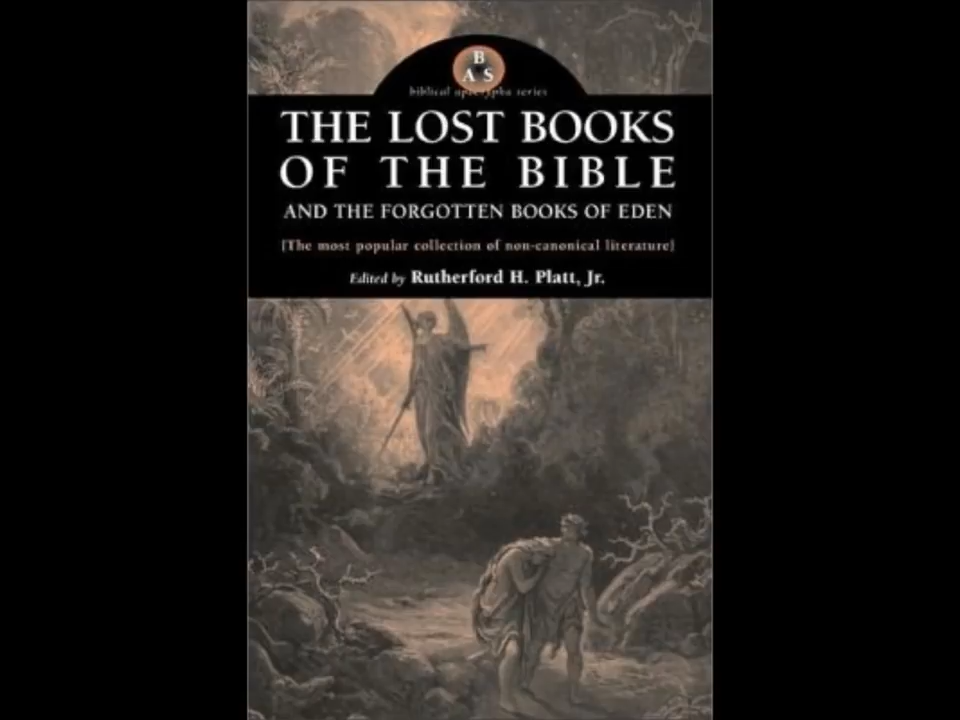 B
A S
biblical apocrypha series
THE LOST BOOKS
OF THE BIBLE
AND THE FORGOTTEN BOOKS OF EDEN
[The most popular collection of non-canonical literature]
Edited by Rutherford H. Platt, Jr.